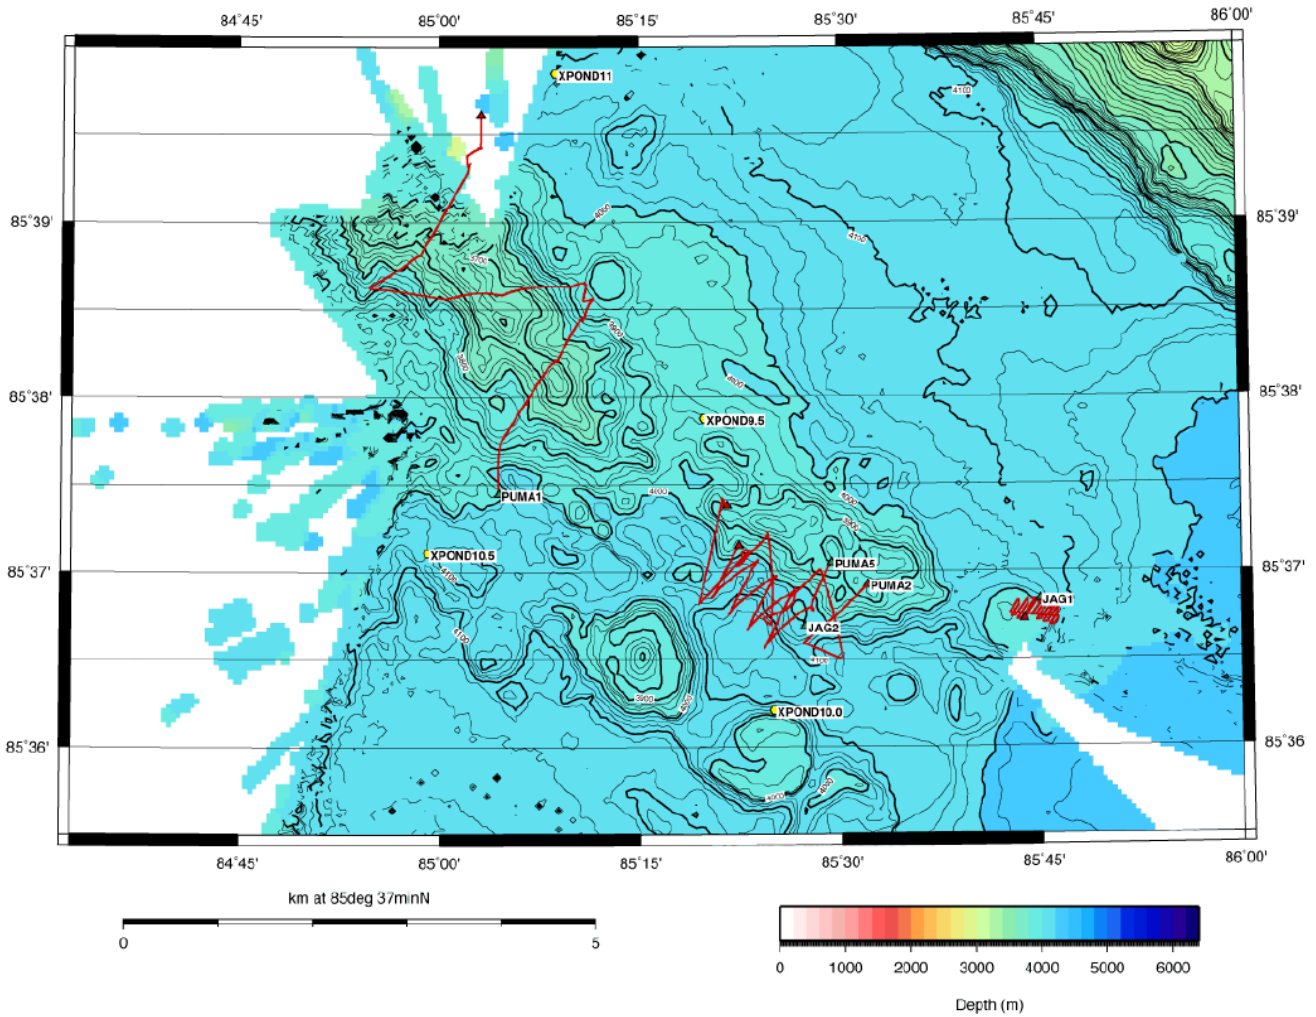 84°45' 85°00' 85°15' 85°30' 85°45' 86°00'
XPOND11
4100
85°39' 4000 4100 85°39'
3700
3900
3800
4000
85°38' 85°38'
XPOND9.5
PUMA1 4000 4000
3900
XPOND10.5 PUMA5
85°37' 4100 85°37'
PUMA2
JAG1
4100 JAG2
4100
3900 4000
XPOND10.0
85°36' 85°36
4000 4000
84°45' 85°00' 85°15' 85°30' 85°45' 86°00'
km at 85deg 37minN
0 5
0 1000 2000 3000 4000 5000 6000
Depth (m)